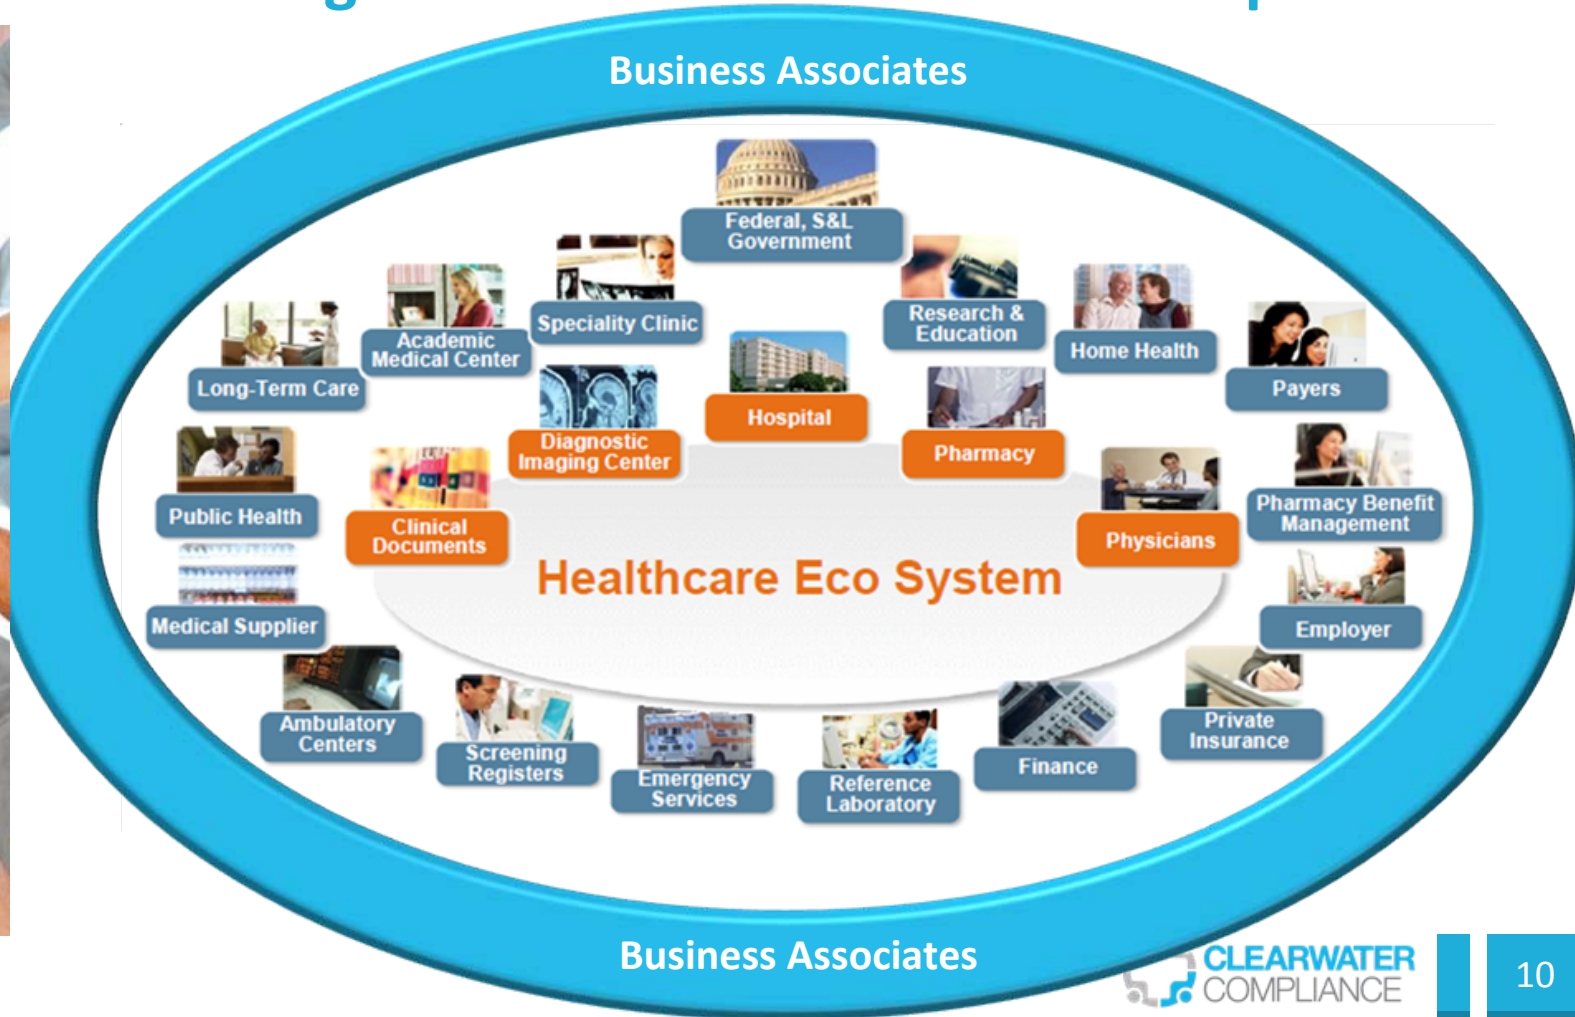 Business Associates
Federal, S&L
Government
Speciality Clinic
Research &
Education
Academic
Medical Center
Home Health
Long-Term Care
Payers
Hospital
Diagnostic
Imaging Center
Pharmacy
Public Health
Clinical
Documents
Physicians
Pharmacy Benefit
Management
Healthcare Eco System
Medical Supplier
Employer
Ambulatory
Centers
Screening
Registers
Emergency
Services
Reference
Laboratory
Finance
Private
Insurance
Business Associates
CLEARWATER
COMPLIANCE
10